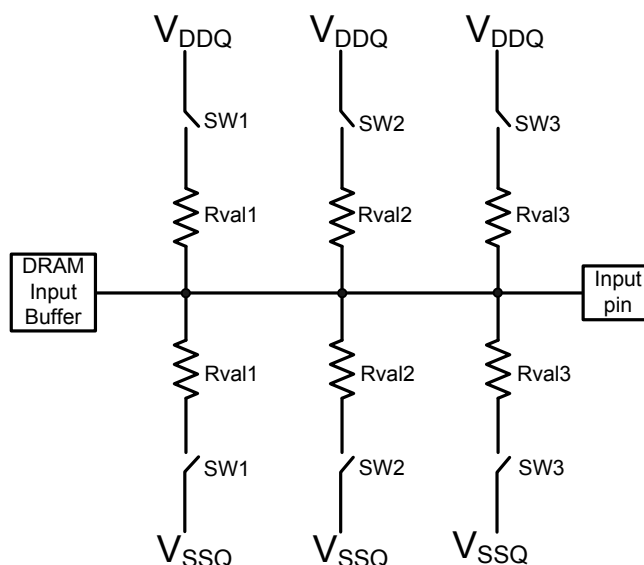 VDDQ VDDQ VDDQ
SW1 SW2 SW3
Rval1 Rval2 Rval3
DRAM
Input
Buffer
Input
pin
Rval1 Rval2 Rval3
SW1 SW2 SW3
VSSQ VSSQ VSSQ